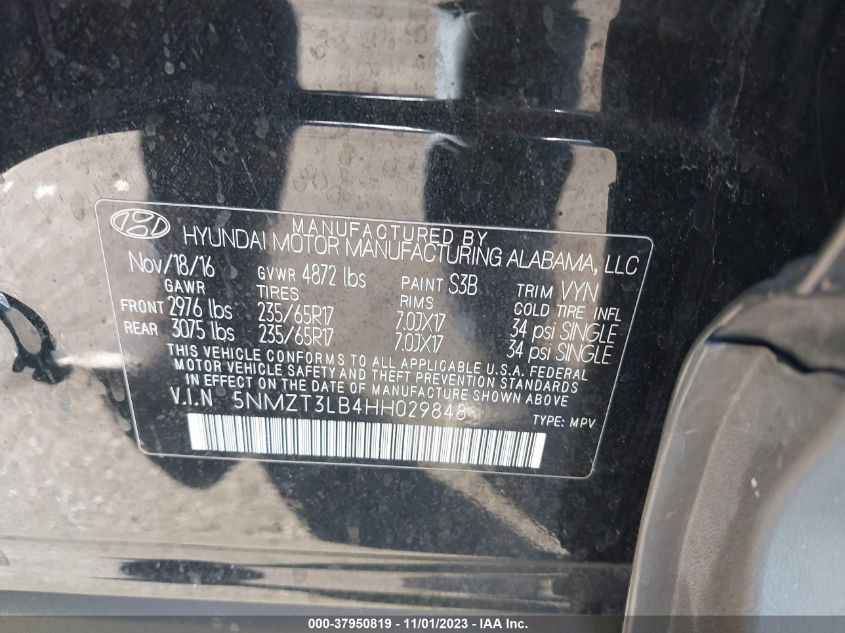 MANUFACTURED BY
HYUNDAI MOTOR MANUFACTURING ALABAMA, LLC
Nov/18/16 GVWR 4872 lbs PAINT S3B TRIM VYN
GAWR TIRES RIMS COLD TIRE INFL
FRONT 2976 lbs 235/65R17 7.0JX17 34 psi SINGLE
REAR 3075 lbs 235/65R17 7.0JX17 34 psi SINGLE
THIS VEHICLE CONFORMS TO ALL APPLICABLE U.S.A. FEDERAL
MOTOR VEHICLE SAFETY AND THEFT PREVENTION STANDARDS
IN EFFECT ON THE DATE OF MANUFACTURE SHOWN ABOVE
V.I.N 5NMZT3LB4HH029848
TYPE: MPV
000-37950819 - 11/01/2023 - IAA Inc.